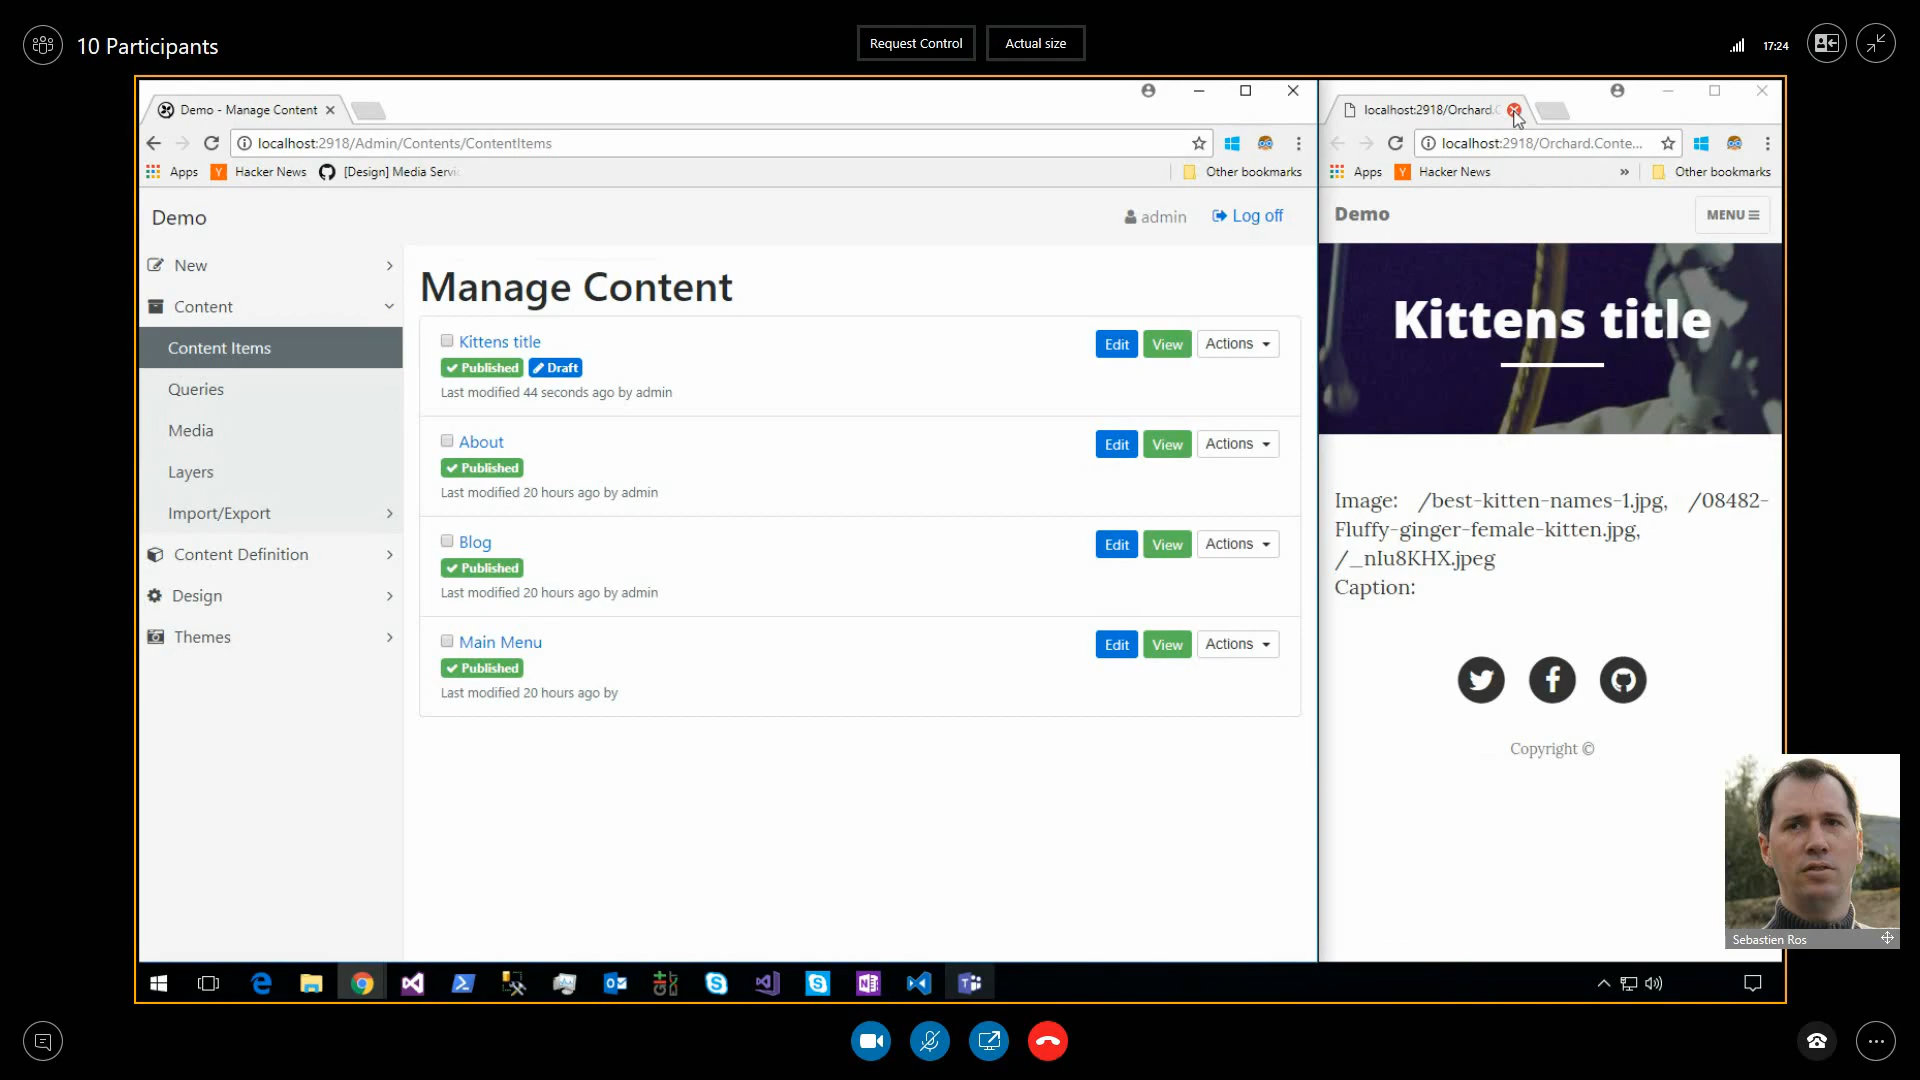 10 Participants
Request Control
Actual size
17:24
Demo - Manage Content
localhost:2918/Admin/Contents/ContentItems
Apps
Hacker News
[Design] Media Servic
Other bookmarks
Demo
admin
Log off
New
Content
Content Items
Queries
Media
Layers
Import/Export
Content Definition
Design
Themes
Manage Content
Kittens title
Published
Draft
Last modified 44 seconds ago by admin
Edit
View
Actions
About
Published
Last modified 20 hours ago by admin
Edit
View
Actions
Blog
Published
Last modified 20 hours ago by admin
Edit
View
Actions
Main Menu
Published
Last modified 20 hours ago by
Edit
View
Actions
localhost:2918/Orchard.C
localhost:2918/Orchard.Conte...
Apps
Hacker News
»
Other bookmarks
Demo
MENU
Kittens title
Image: /best-kitten-names-1.jpg, /08482-
Fluffy-ginger-female-kitten.jpg,
/_nIu8KHX.jpeg
Caption:
Copyright ©
Sebastien Ros